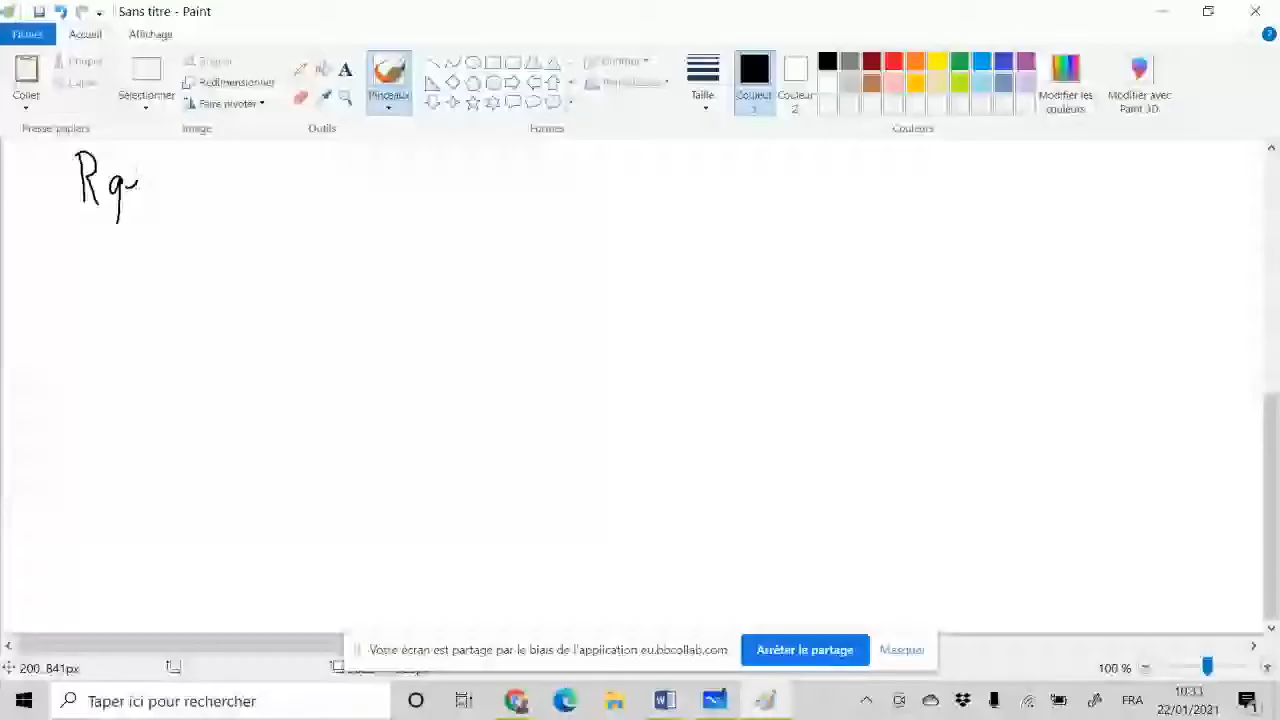 Sans titre - Paint
Fichier Accueil Affichage
Coller
Presse papiers
Sélectionner
Rogner
Redimensionner
Faire pivoter
Image
A
Outils
Pinceaux
Contour
Remplissage
Formes
Taille
Couleur 1
Couleur 2
Couleurs
Modifier les couleurs
Modifier avec Paint 3D
Rq
Votre écran est partagé par le biais de l'application eu.bbcollab.com Arrêter le partage Masquer
200, 841px
100 %
Taper ici pour rechercher
FRA
22/01/2021